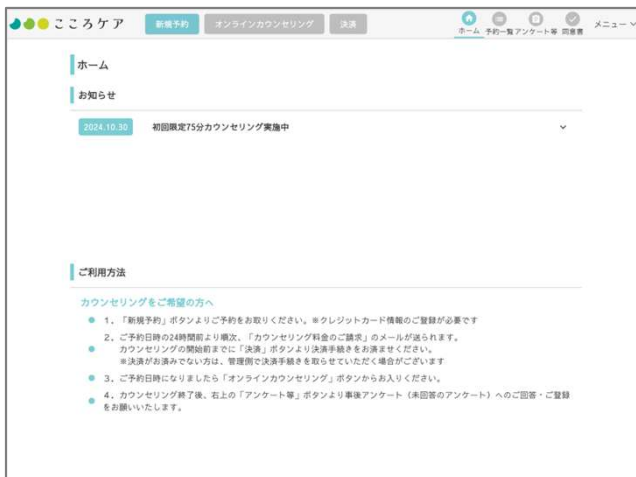 こころケア 新規予約 オンラインカウンセリング 決済 ホーム 予約一覧 アンケート等 同意書 メニュー
ホーム
お知らせ
2024.10.30 初回限定75分カウンセリング実施中
ご利用方法
カウンセリングをご希望の方へ
1、「新規予約」ボタンよりご予約をお取りください。※クレジットカード情報のご登録が必要です
2、ご予約日時の24時間前より順次、「カウンセリング料金のご請求」のメールが送られます。
カウンセリングの開始前までに「決済」ボタンより決済手続きをお済ませください。
※決済がお済みでない方は、管理側で決済手続きを取らせていただく場合がございます
3、ご予約日時になりましたら「オンラインカウンセリング」ボタンからお入りください。
4、カウンセリング終了後、右上の「アンケート等」ボタンより事後アンケート（未回答のアンケート）へのご回答・ご登録
をお願いいたします。